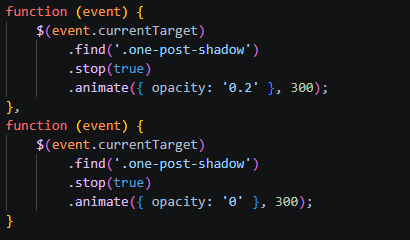 function (event) {
    $(event.currentTarget)
        .find('.one-post-shadow')
        .stop(true)
        .animate({ opacity: '0.2' }, 300);
},
function (event) {
    $(event.currentTarget)
        .find('.one-post-shadow')
        .stop(true)
        .animate({ opacity: '0' }, 300);
}